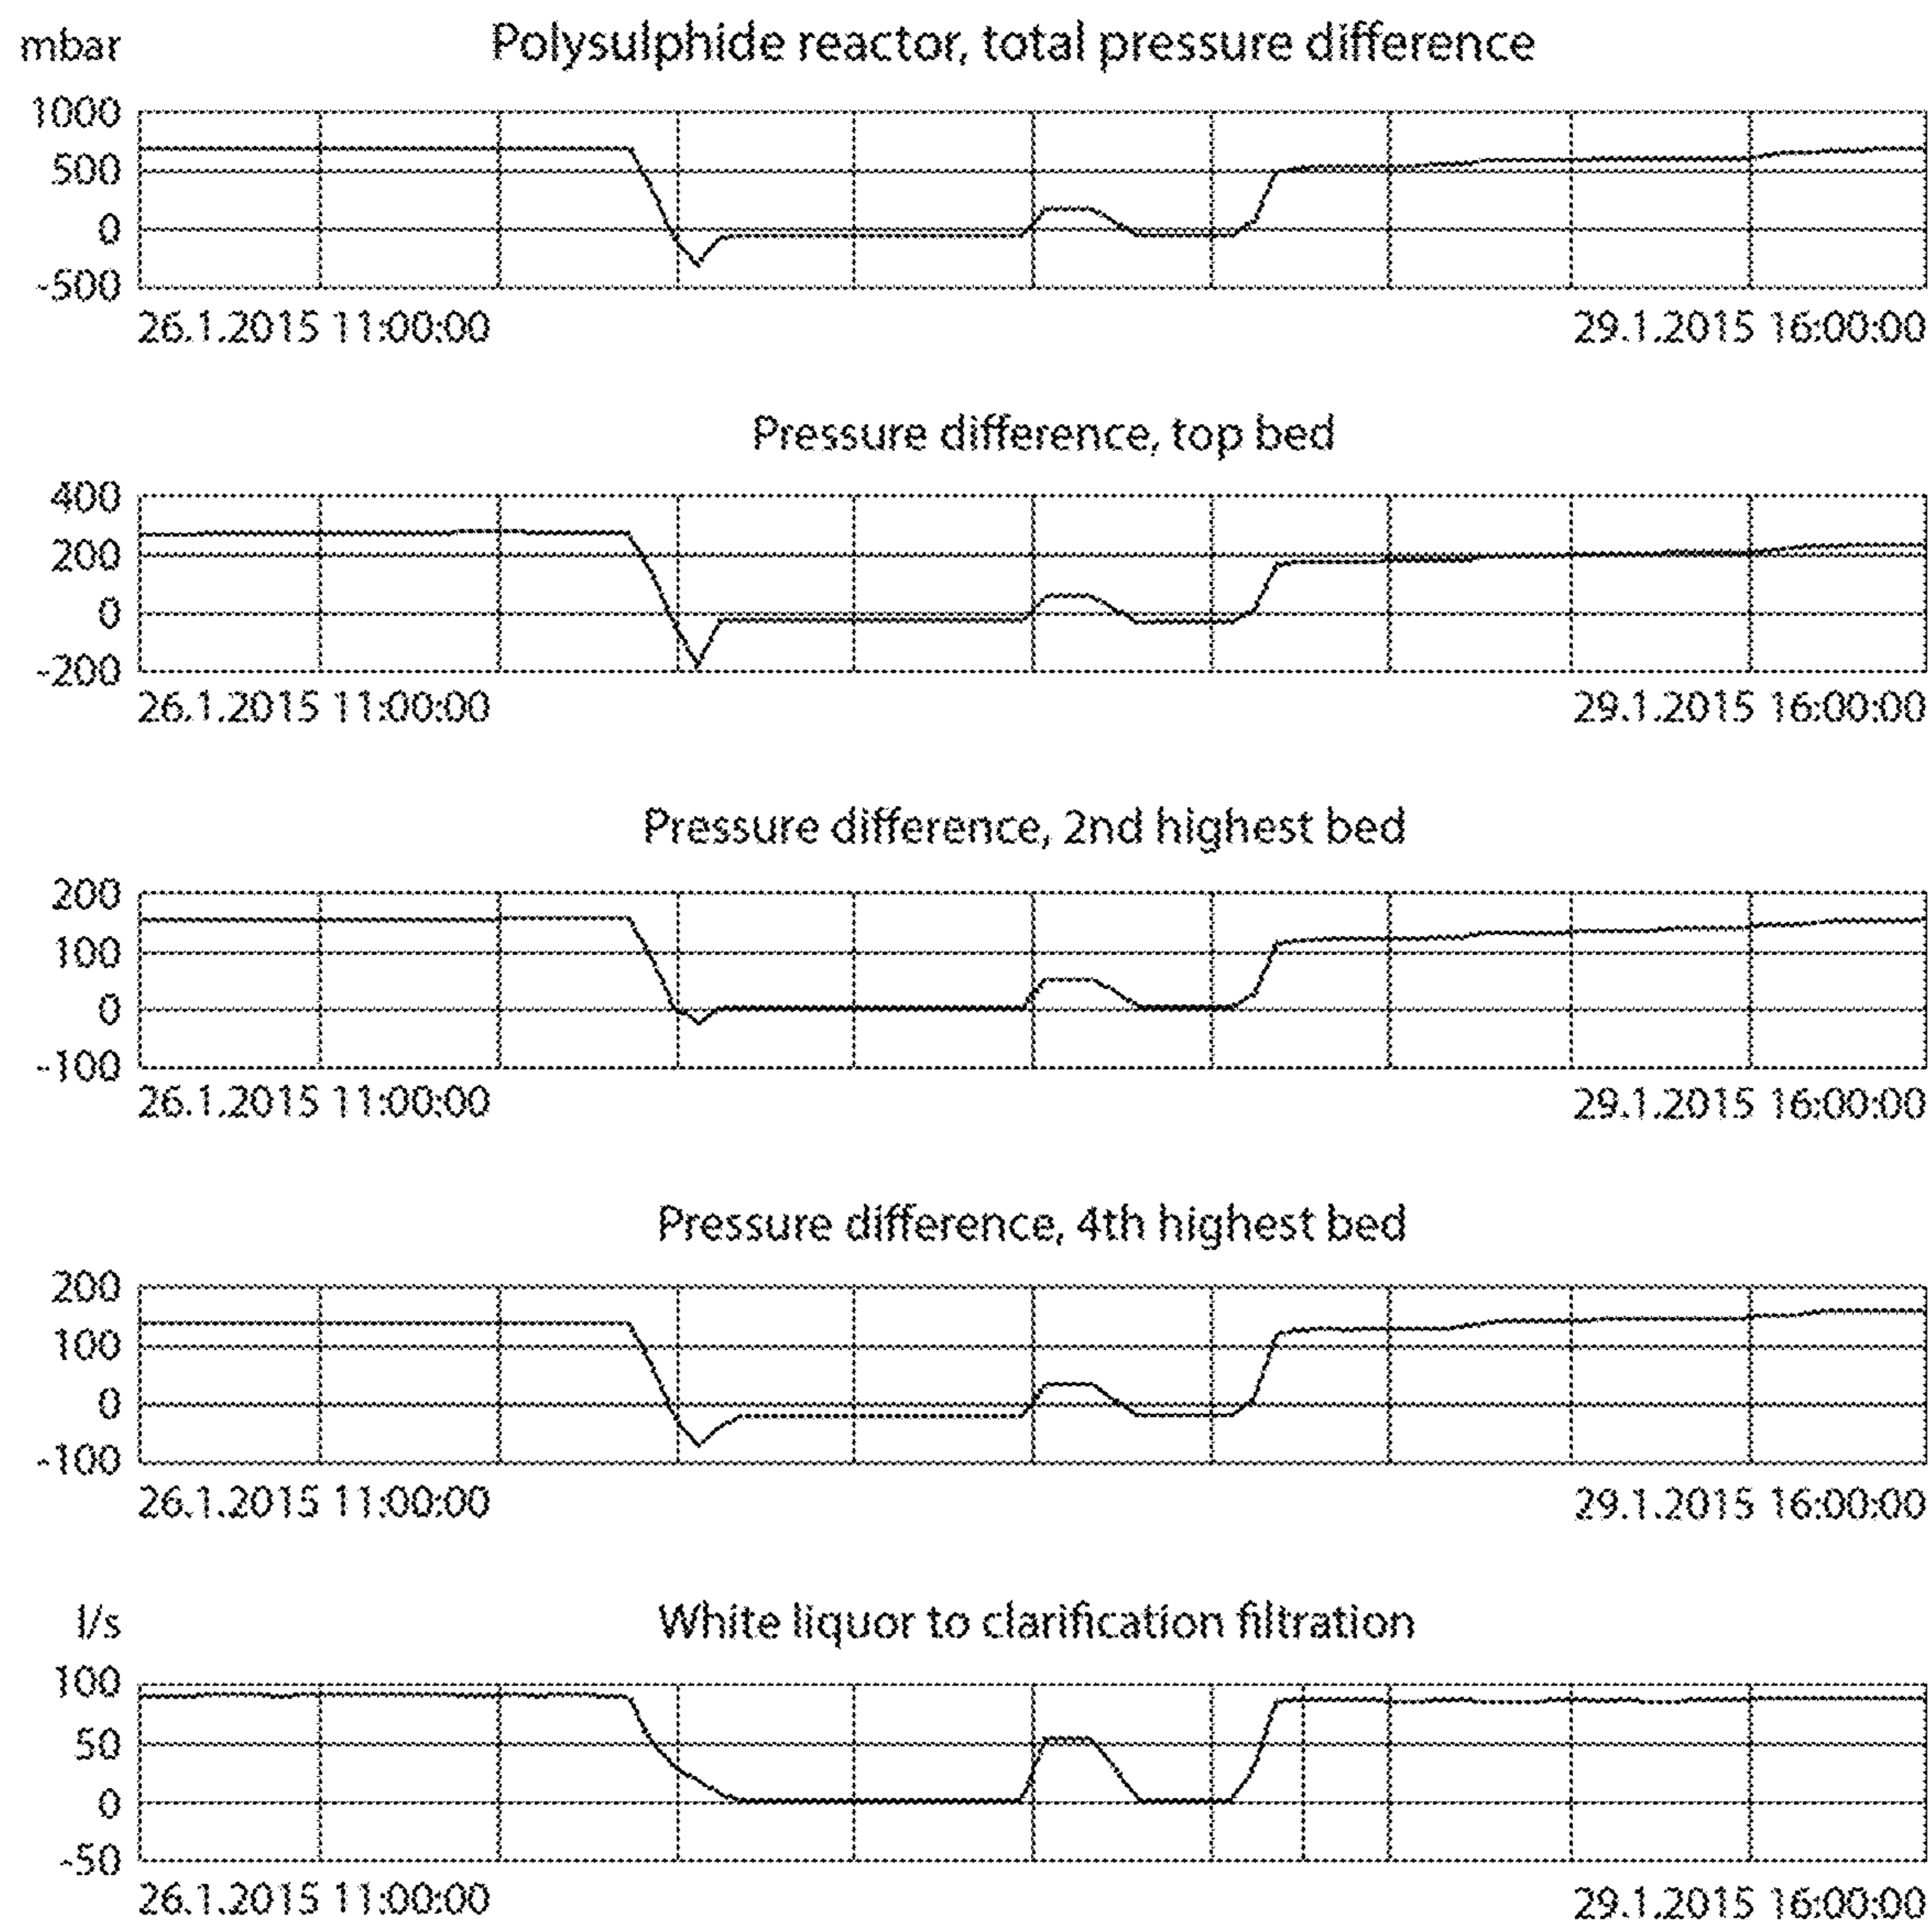 mbar
Polysulphide reactor, total pressure difference
1000
500
0
-500
26.1.2015 11:00:00 29.1.2015 16:00:00
Pressure difference, top bed
400
200
0
-200
26.1.2015 11:00:00 29.1.2015 16:00:00
Pressure difference, 2nd highest bed
200
100
0
-100
26.1.2015 11:00:00 29.1.2015 16:00:00
Pressure difference, 4th highest bed
200
100
0
-100
26.1.2015 11:00:00 29.1.2015 16:00:00
l/s
White liquor to clarification filtration
100
50
0
-50
26.1.2015 11:00:00 29.1.2015 16:00:00